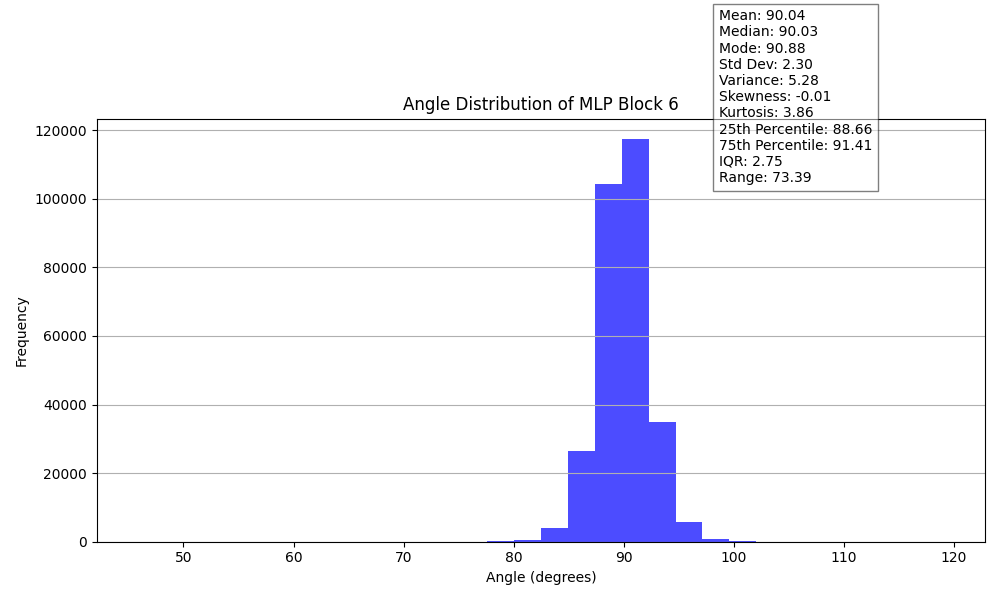 Mean: 90.04
Median: 90.03
Mode: 90.88
Std Dev: 2.30
Variance: 5.28
Skewness: -0.01
Kurtosis: 3.86
25th Percentile: 88.66
75th Percentile: 91.41
IQR: 2.75
Range: 73.39
Angle Distribution of MLP Block 6
120000
100000
80000
60000
40000
20000
0
Frequency
50 60 70 80 90 100 110 120
Angle (degrees)